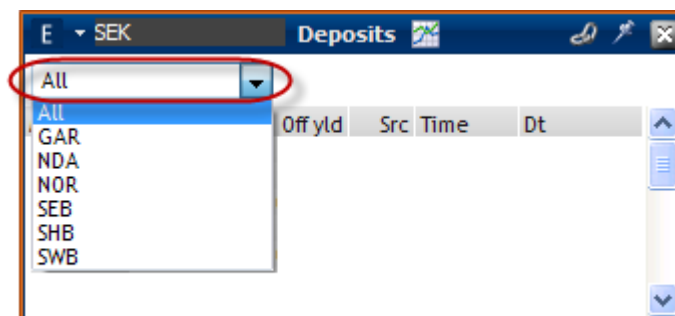 E SEK Deposits
All
All
Off yld Src Time Dt
GAR
NDA
NOR
SEB
SHB
SWB